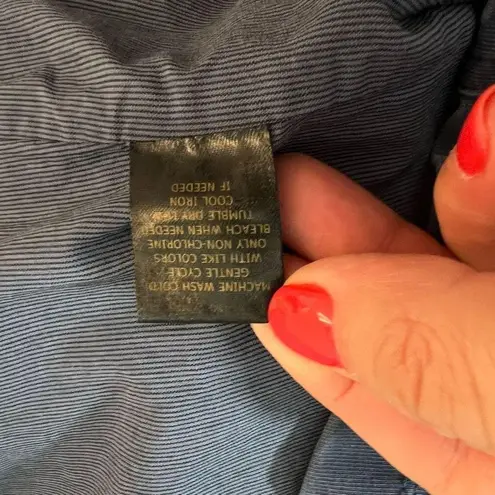 MACHINE WASH COLD
GENTLE CYCLE
WITH LIKE COLORS
ONLY NON-CHLORINE
BLEACH WHEN NEEDED
TUMBLE DRY LOW
COOL IRON
IF NEEDED